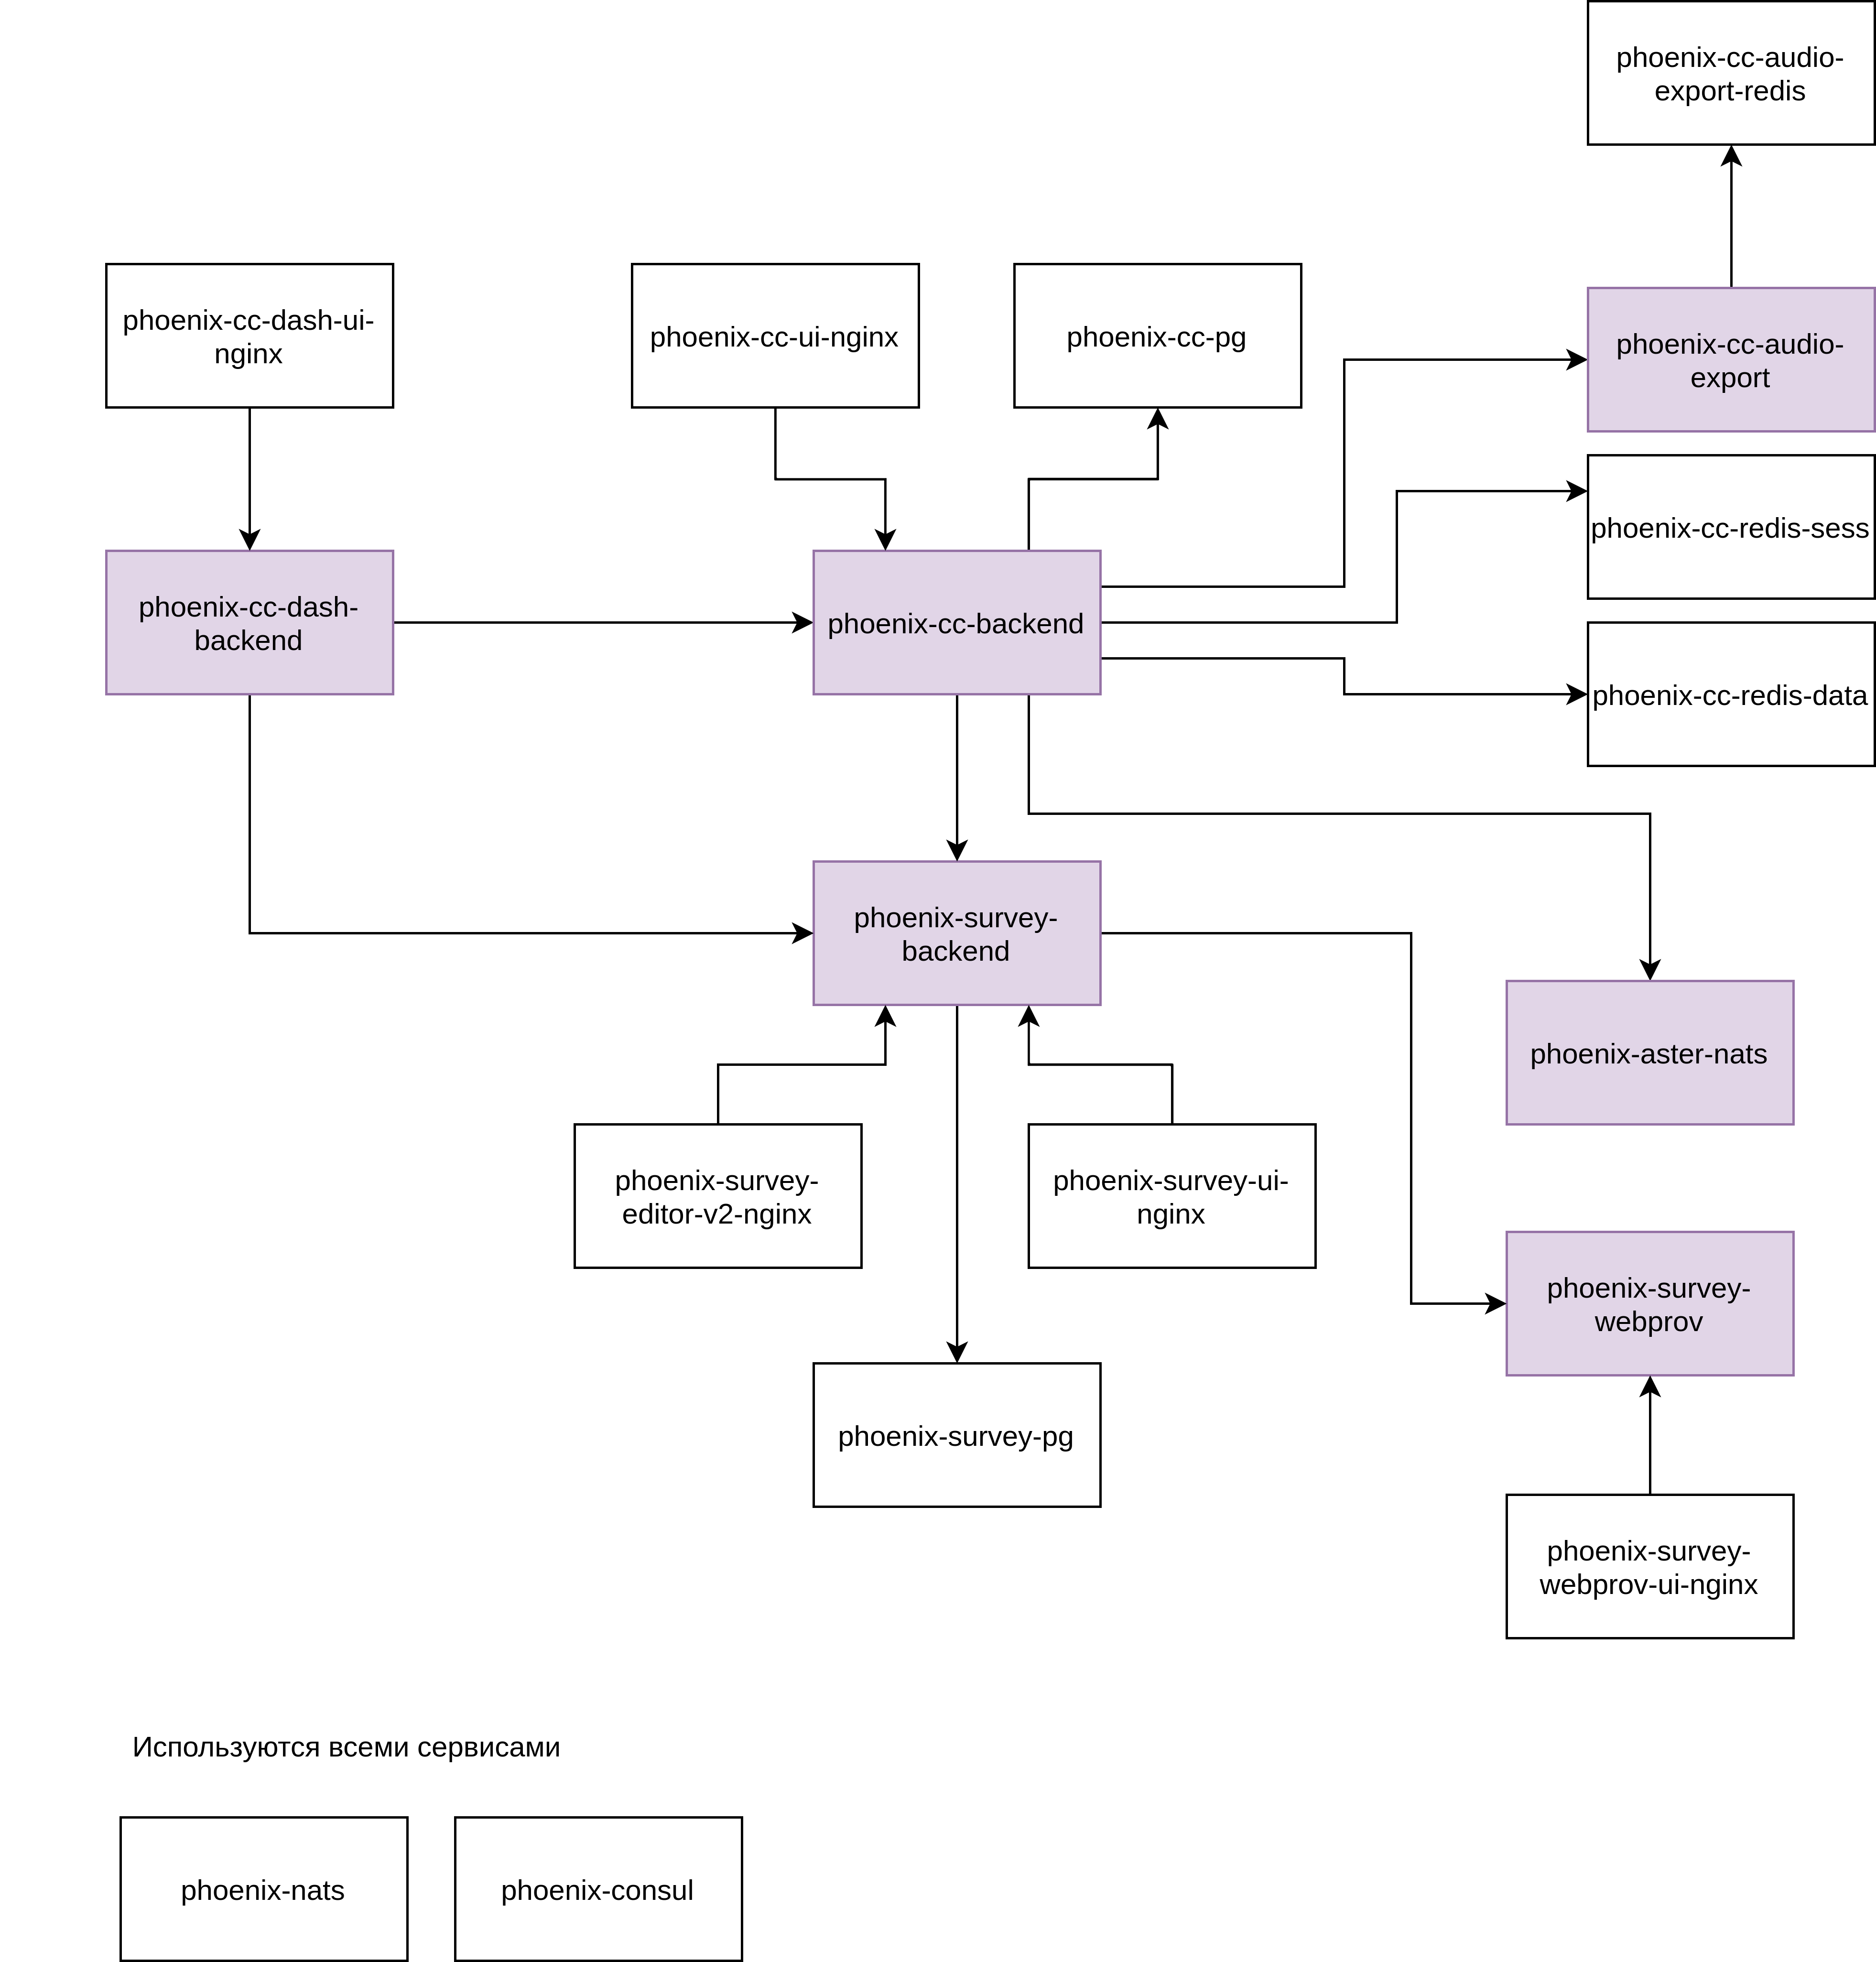 phoenix-cc-audio-
export-redis
phoenix-cc-dash-ui-
nginx
phoenix-cc-ui-nginx
phoenix-cc-pg
phoenix-cc-audio-
export
phoenix-cc-redis-sess
phoenix-cc-dash-
backend
phoenix-cc-backend
phoenix-cc-redis-data
phoenix-survey-
backend
phoenix-aster-nats
phoenix-survey-
editor-v2-nginx
phoenix-survey-ui-
nginx
phoenix-survey-
webprov
phoenix-survey-pg
phoenix-survey-
webprov-ui-nginx
Используются всеми сервисами
phoenix-nats
phoenix-consul